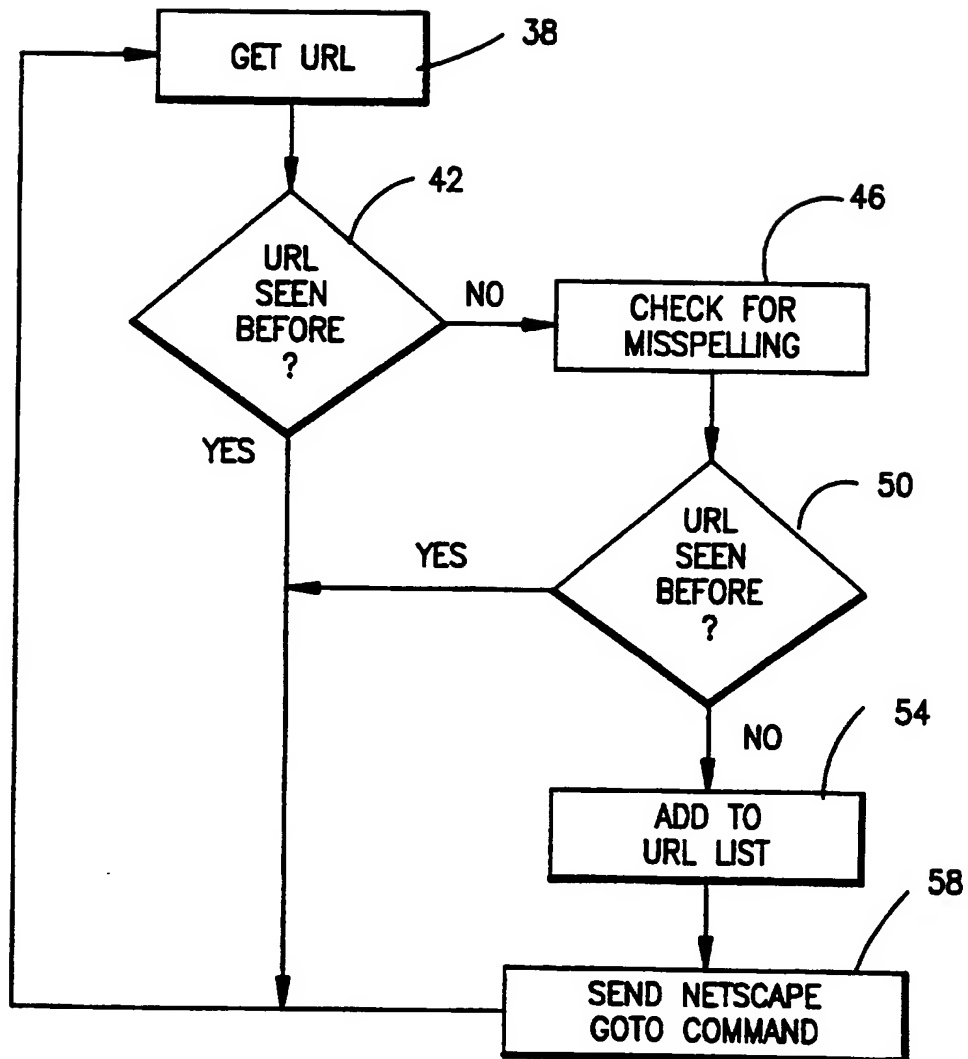 GET URL
38
URL
SEEN
BEFORE
?
42
NO
YES
CHECK FOR
MISSPELLING
46
URL
SEEN
BEFORE
?
50
YES
NO
ADD TO
URL LIST
54
SEND NETSCAPE
GOTO COMMAND
58